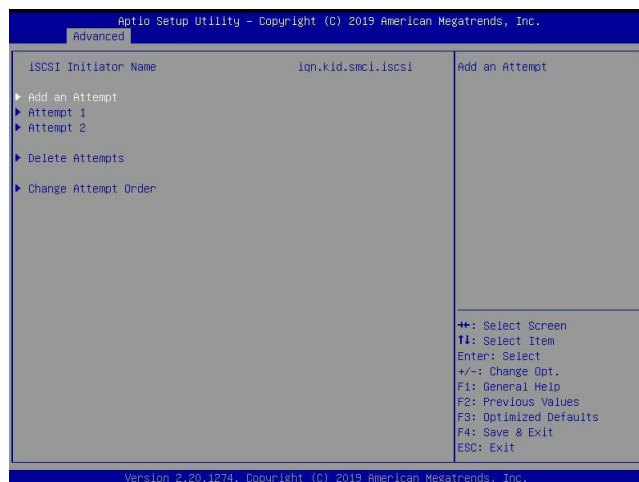 Aptio Setup Utility – Copyright (C) 2019 American Megatrends, Inc.
Advanced
iSCSI Initiator Name iqn.kid.smci.iscsi
Add an Attempt
Attempt 1
Attempt 2
Delete Attempts
Change Attempt Order
Add an Attempt
→←: Select Screen
↑↓: Select Item
Enter: Select
+/-: Change Opt.
F1: General Help
F2: Previous Values
F3: Optimized Defaults
F4: Save & Exit
ESC: Exit
Version 2.20.1274. Copyright (C) 2019 American Megatrends, Inc.